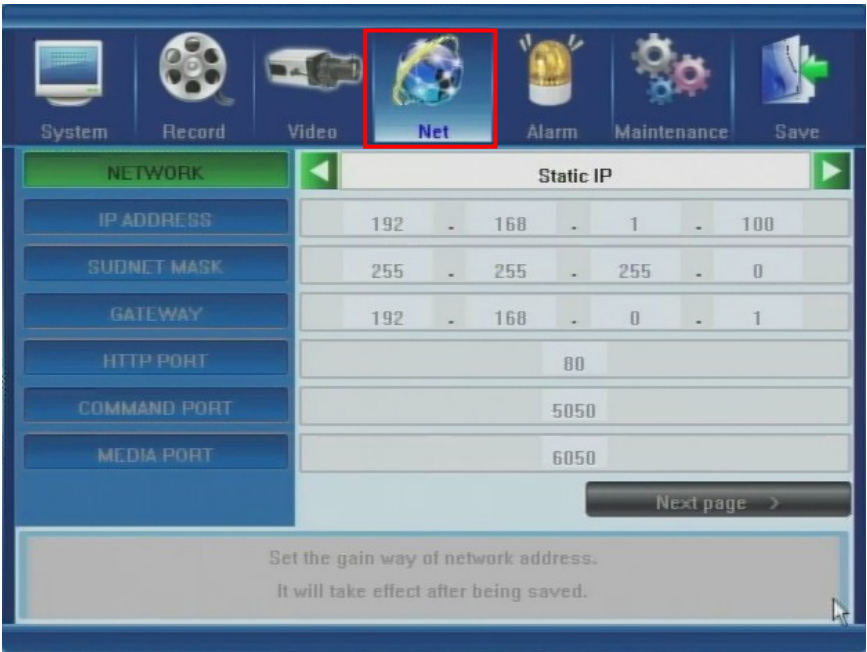 System Record Video Net Alarm Maintenance Save
NETWORK Static IP
IP ADDRESS 192 . 168 . 1 . 100
SUBNET MASK 255 . 255 . 255 . 0
GATEWAY 192 . 168 . 0 . 1
HTTP PORT 80
COMMAND PORT 5050
MEDIA PORT 6050
Next page >
Set the gain way of network address.
It will take effect after being saved.